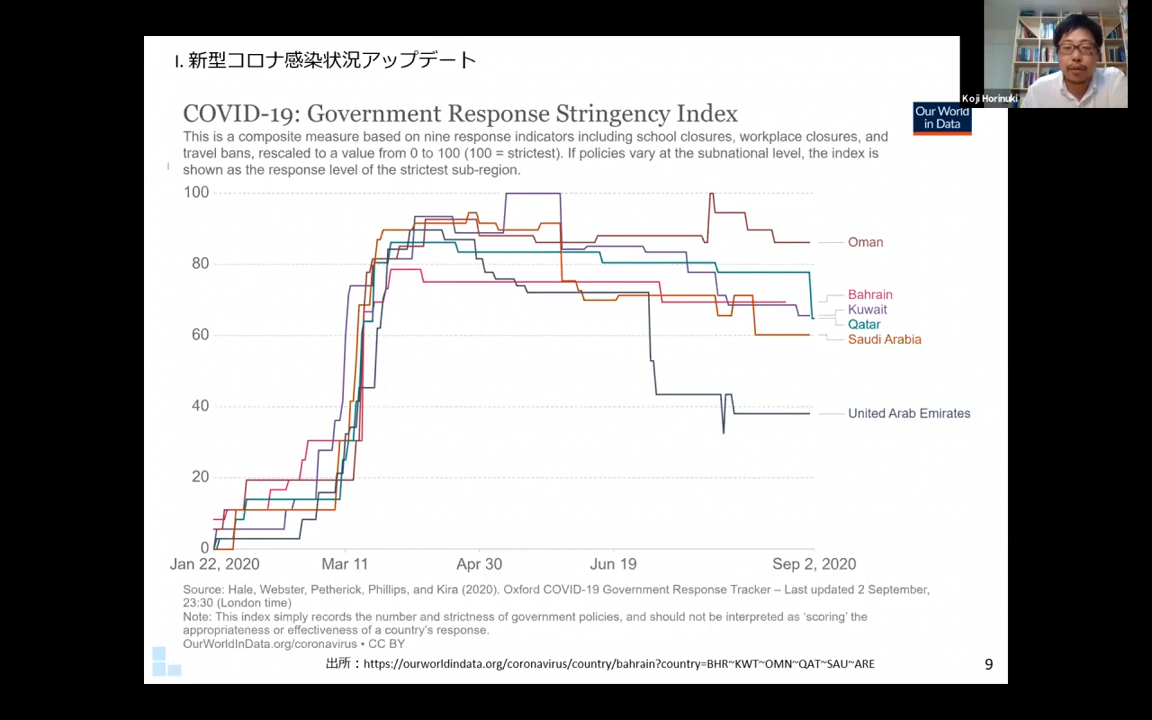 I. 新型コロナ感染状況アップデート
Koji Horinuki
COVID-19: Government Response Stringency Index
Our World
in Data
This is a composite measure based on nine response indicators including school closures, workplace closures, and
travel bans, rescaled to a value from 0 to 100 (100 = strictest). If policies vary at the subnational level, the index is
shown as the response level of the strictest sub-region.
100
80
60
40
20
0
Oman
Bahrain
Kuwait
Qatar
Saudi Arabia
United Arab Emirates
Jan 22, 2020
Mar 11
Apr 30
Jun 19
Sep 2, 2020
Source: Hale, Webster, Petherick, Phillips, and Kira (2020). Oxford COVID-19 Government Response Tracker – Last updated 2 September,
23:30 (London time)
Note: This index simply records the number and strictness of government policies, and should not be interpreted as ‘scoring’ the
appropriateness or effectiveness of a country’s response.
OurWorldInData.org/coronavirus • CC BY
出所：https://ourworldindata.org/coronavirus/country/bahrain?country=BHR~KWT~OMN~QAT~SAU~ARE
9